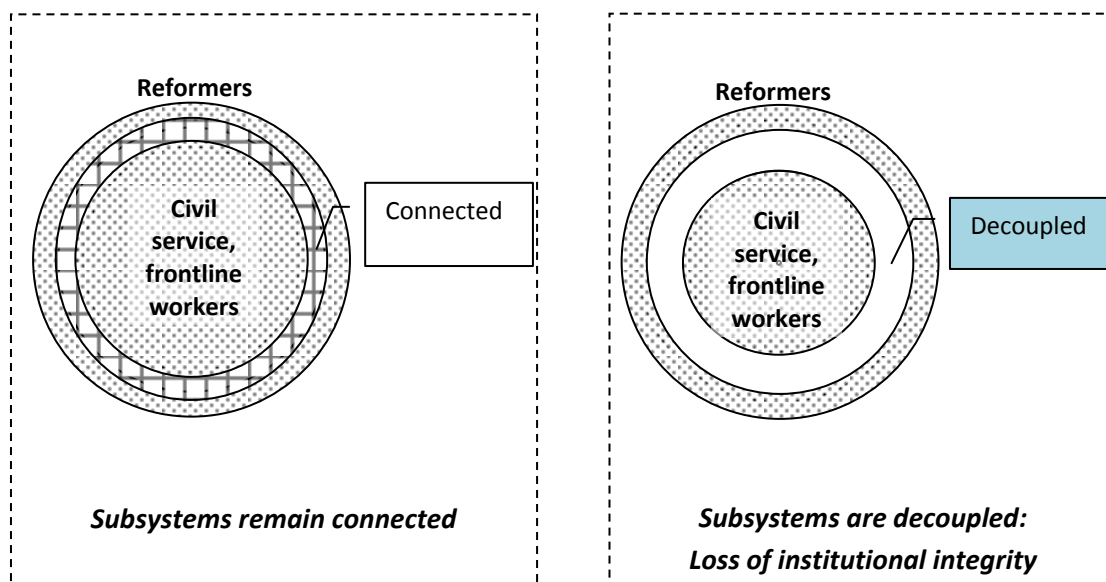 Reformers
Civil
service,
frontline
workers
Connected
Subsystems remain connected
Reformers
Civil
service,
frontline
workers
Decoupled
Subsystems are decoupled:
Loss of institutional integrity